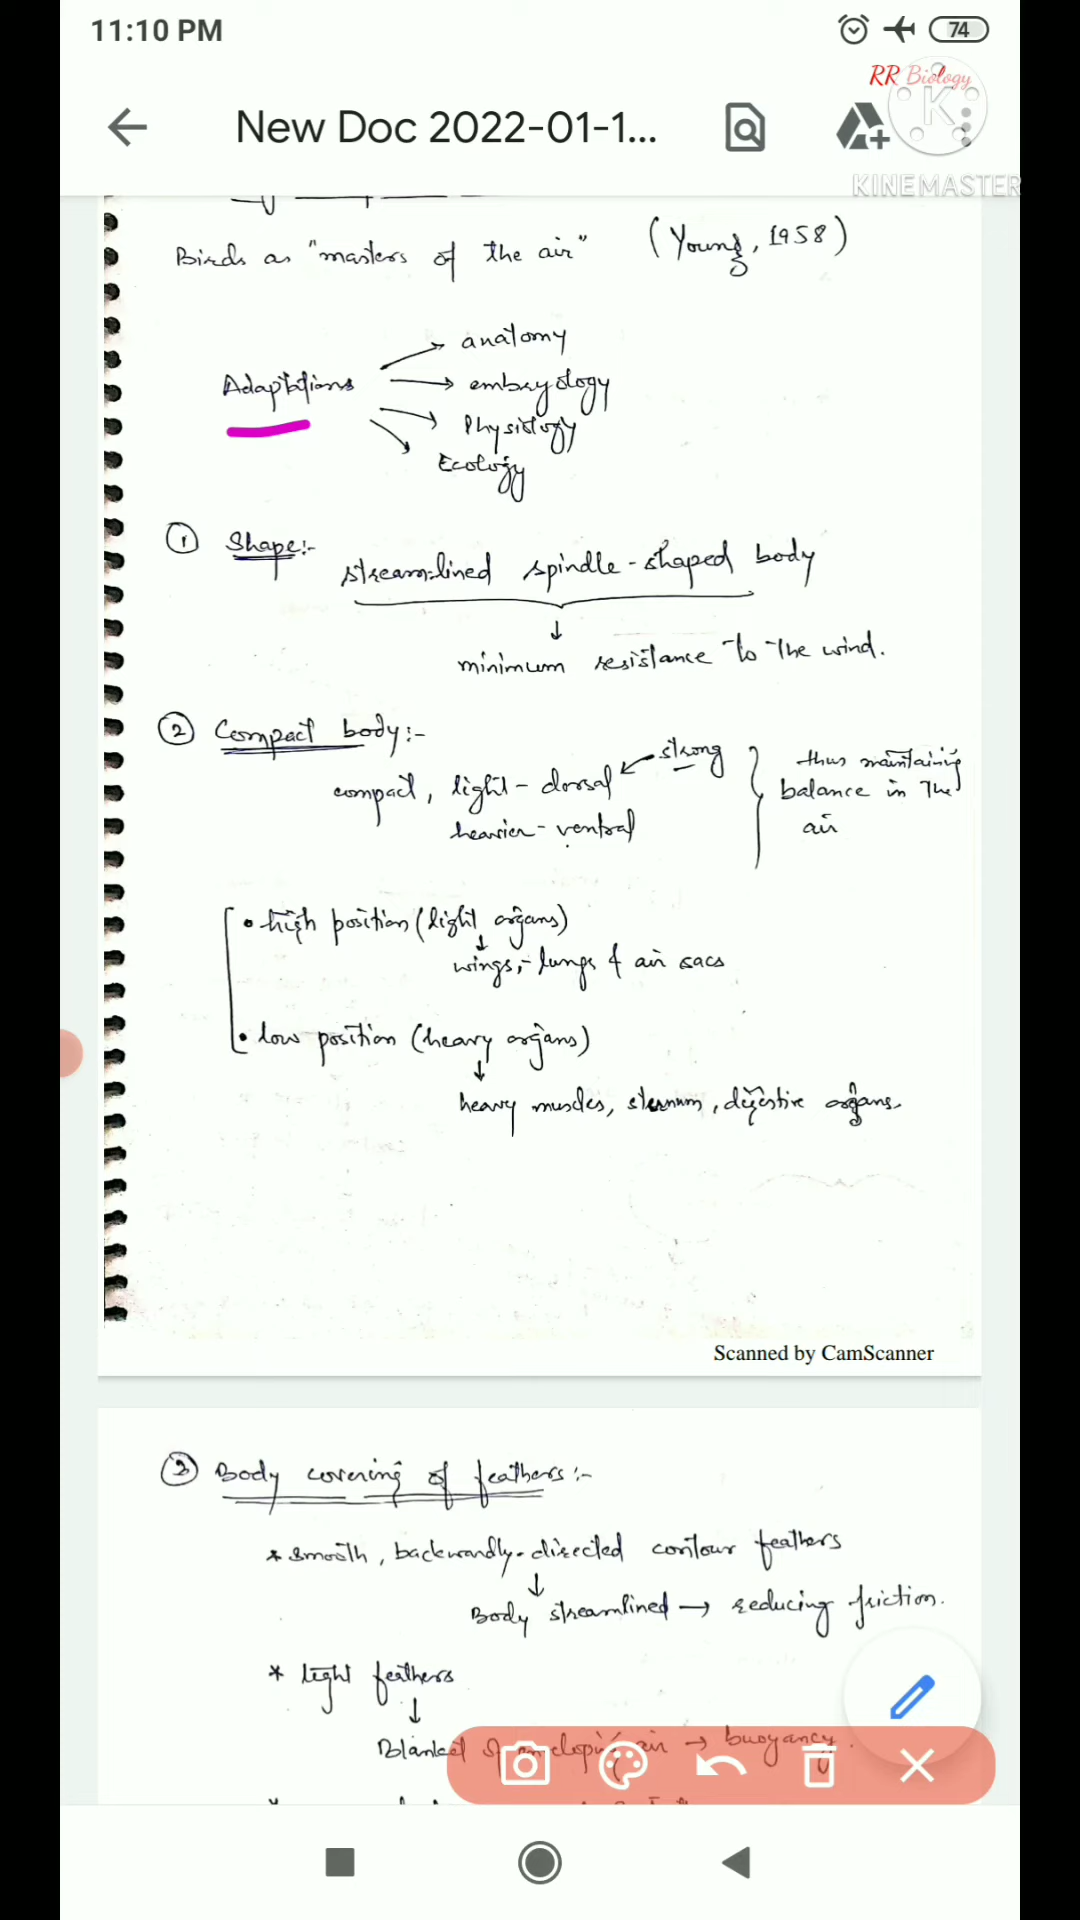 11:10 PM
74
RR Biology
New Doc 2022-01-1...
K
KINEMASTER
Birds as "masters of the air" (Young, 1958)
anatomy
Adaptations
embryology
Physiology
Ecology
① Shape:-
streamlined spindle-shaped body
↓
minimum resistance to the wind.
② Compact body:-
compact, light - dorsal ← strong
heavier - ventral
thus maintaining
balance in the
air
• high position (light organs)
↓
wings, lungs & air sacs
• low position (heavy organs)
↓
heavy muscles, sternum, digestive organs.
Scanned by CamScanner
③ Body covering of feathers :-
* smooth, backwardly-directed contour feathers
↓
Body streamlined → reducing friction.
* light feathers
↓
Blanket of enveloping air → buoyancy.